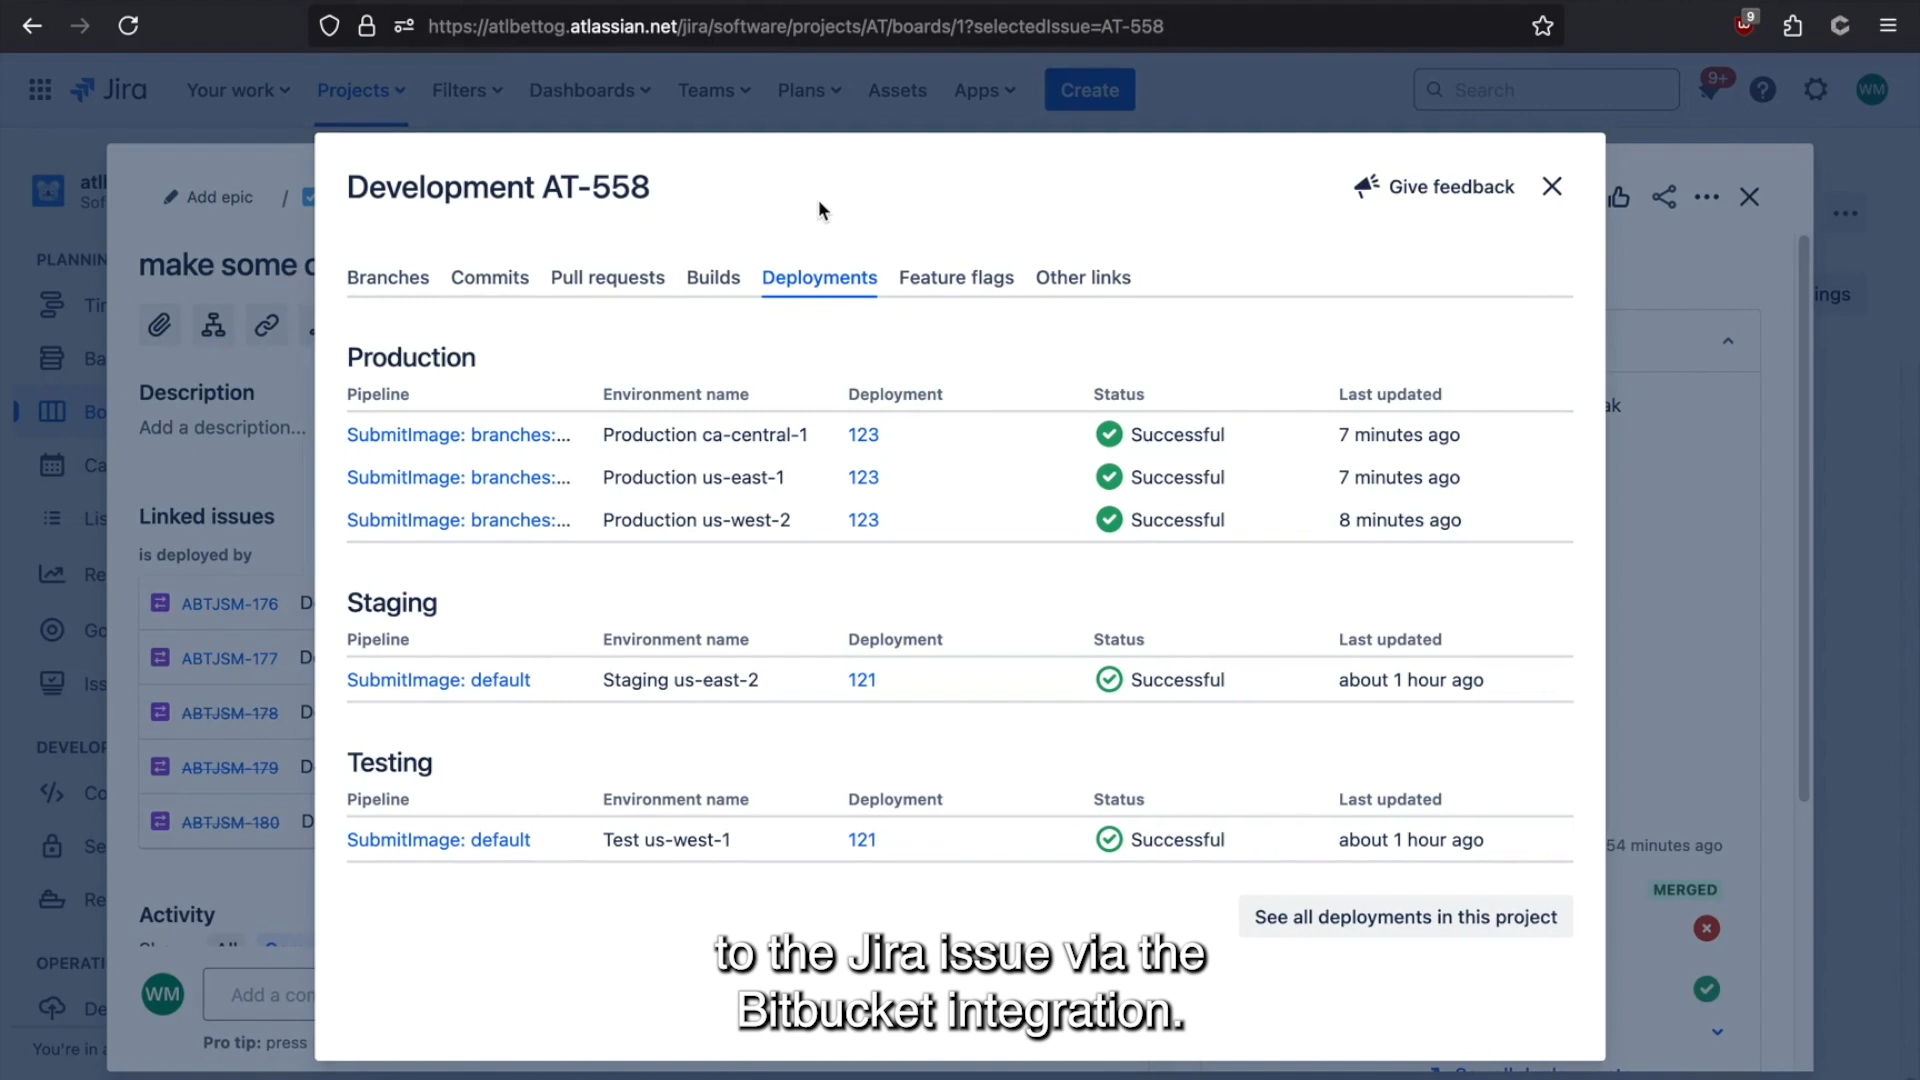 https://atlbettog.atlassian.net/jira/software/projects/AT/boards/1?selectedIssue=AT-558
9
Jira
Your work
Projects
Filters
Dashboards
Teams
Plans
Assets
Apps
Create
Search
9+
WM
Add epic
/
make some
Description
Add a description...
Linked issues
is deployed by
ABTJSM-176
ABTJSM-177
ABTJSM-178
ABTJSM-179
ABTJSM-180
Activity
WM
Pro tip: press
You're in a
Development AT-558
Give feedback
Branches Commits Pull requests Builds Deployments Feature flags Other links
Production
Pipeline Environment name Deployment Status Last updated
SubmitImage: branches:... Production ca-central-1 123 Successful 7 minutes ago
SubmitImage: branches:... Production us-east-1 123 Successful 7 minutes ago
SubmitImage: branches:... Production us-west-2 123 Successful 8 minutes ago
Staging
Pipeline Environment name Deployment Status Last updated
SubmitImage: default Staging us-east-2 121 Successful about 1 hour ago
Testing
Pipeline Environment name Deployment Status Last updated
SubmitImage: default Test us-west-1 121 Successful about 1 hour ago
See all deployments in this project
54 minutes ago
MERGED
to the Jira issue via the
Bitbucket integration.